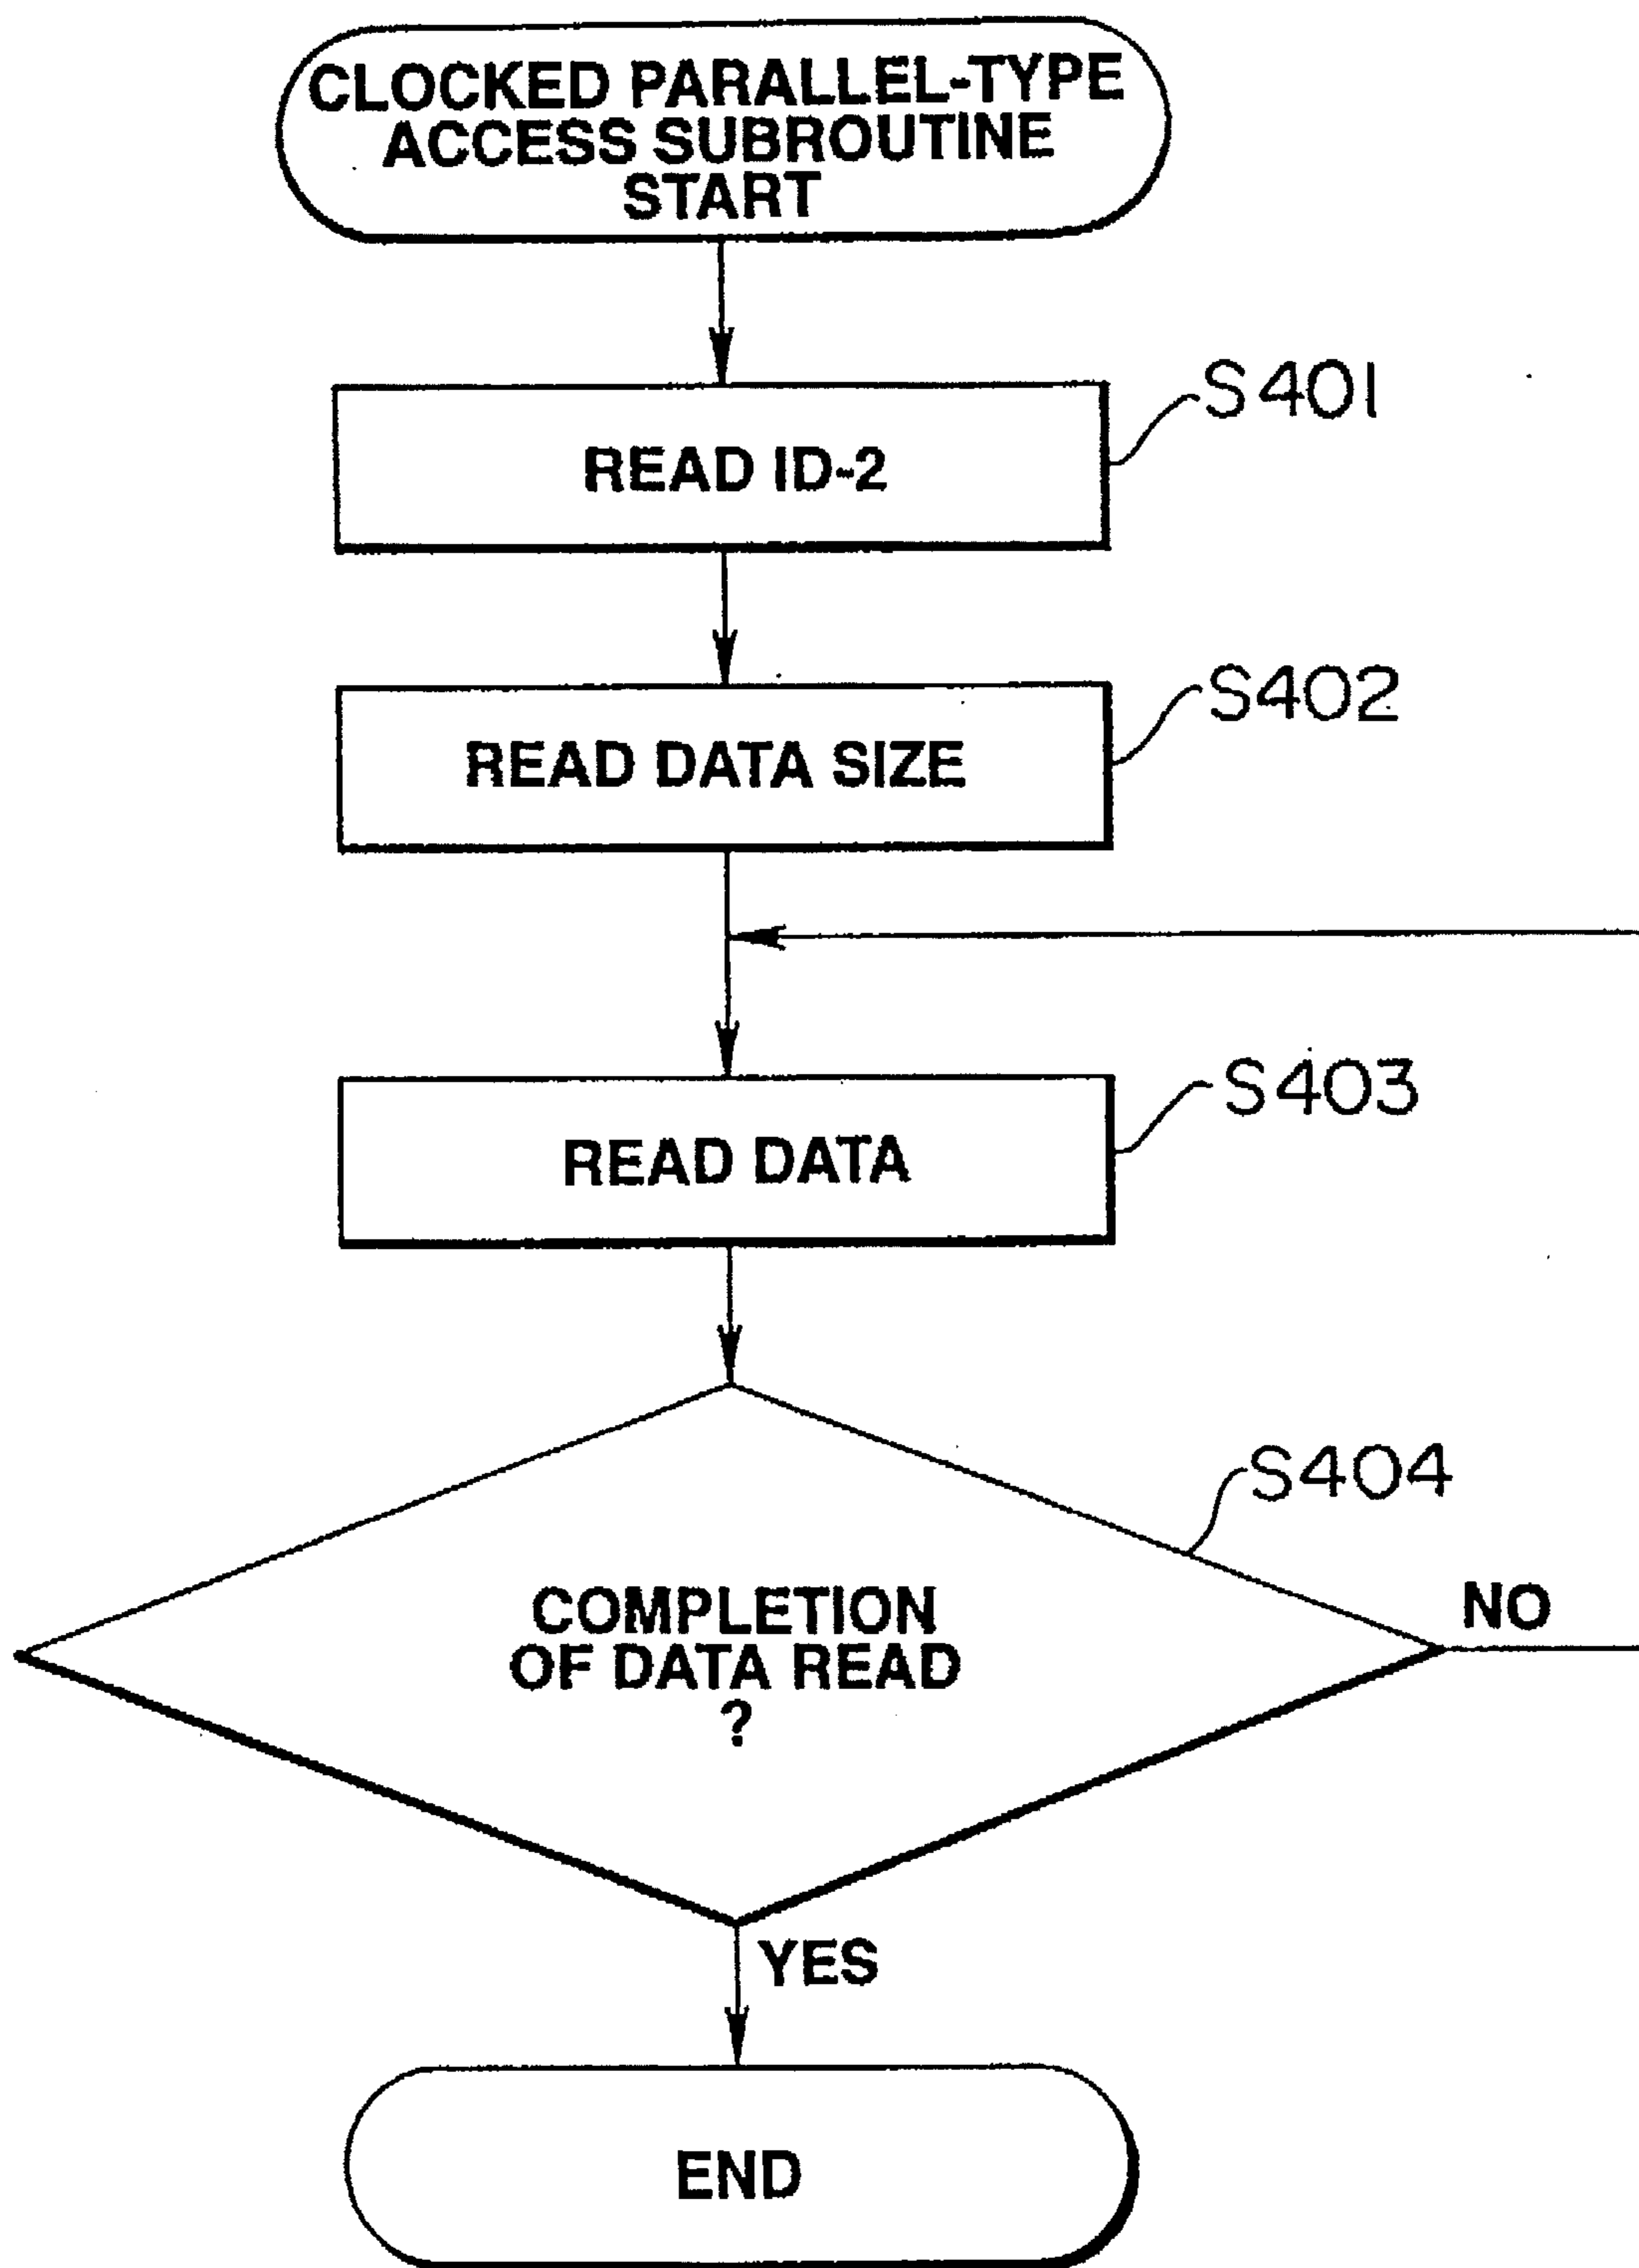 CLOCKED PARALLEL-TYPE
ACCESS SUBROUTINE
START
S401
READ ID-2
S402
READ DATA SIZE
S403
READ DATA
S404
COMPLETION
OF DATA READ
?
NO
YES
END